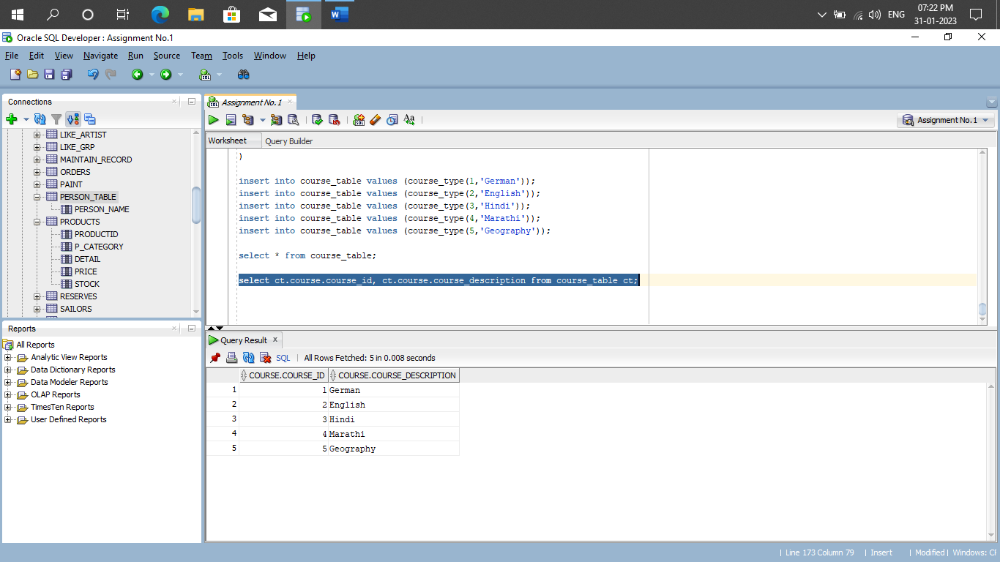 07:22 PM
ENG
31-01-2023
Oracle SQL Developer : Assignment No.1
File Edit View Navigate Run Source Team Tools Window Help
Connections
LIKE_ARTIST
LIKE_GRP
MAINTAIN_RECORD
ORDERS
PAINT
PERSON_TABLE
PERSON_NAME
PRODUCTS
PRODUCTID
P_CATEGORY
DETAIL
PRICE
STOCK
RESERVES
SAILORS
Reports
All Reports
Analytic View Reports
Data Dictionary Reports
Data Modeler Reports
OLAP Reports
TimesTen Reports
User Defined Reports
Assignment No.1
Aa
Assignment No.1
Worksheet Query Builder
)
insert into course_table values (course_type(1,'German'));
insert into course_table values (course_type(2,'English'));
insert into course_table values (course_type(3,'Hindi'));
insert into course_table values (course_type(4,'Marathi'));
insert into course_table values (course_type(5,'Geography'));
select * from course_table;
select ct.course.course_id, ct.course.course_description from course_table ct;
Query Result x
SQL | All Rows Fetched: 5 in 0.008 seconds
COURSE.COURSE_ID COURSE.COURSE_DESCRIPTION
1 1 German
2 2 English
3 3 Hindi
4 4 Marathi
5 5 Geography
| Line 173 Column 79 | Insert | Modified | Windows: CF